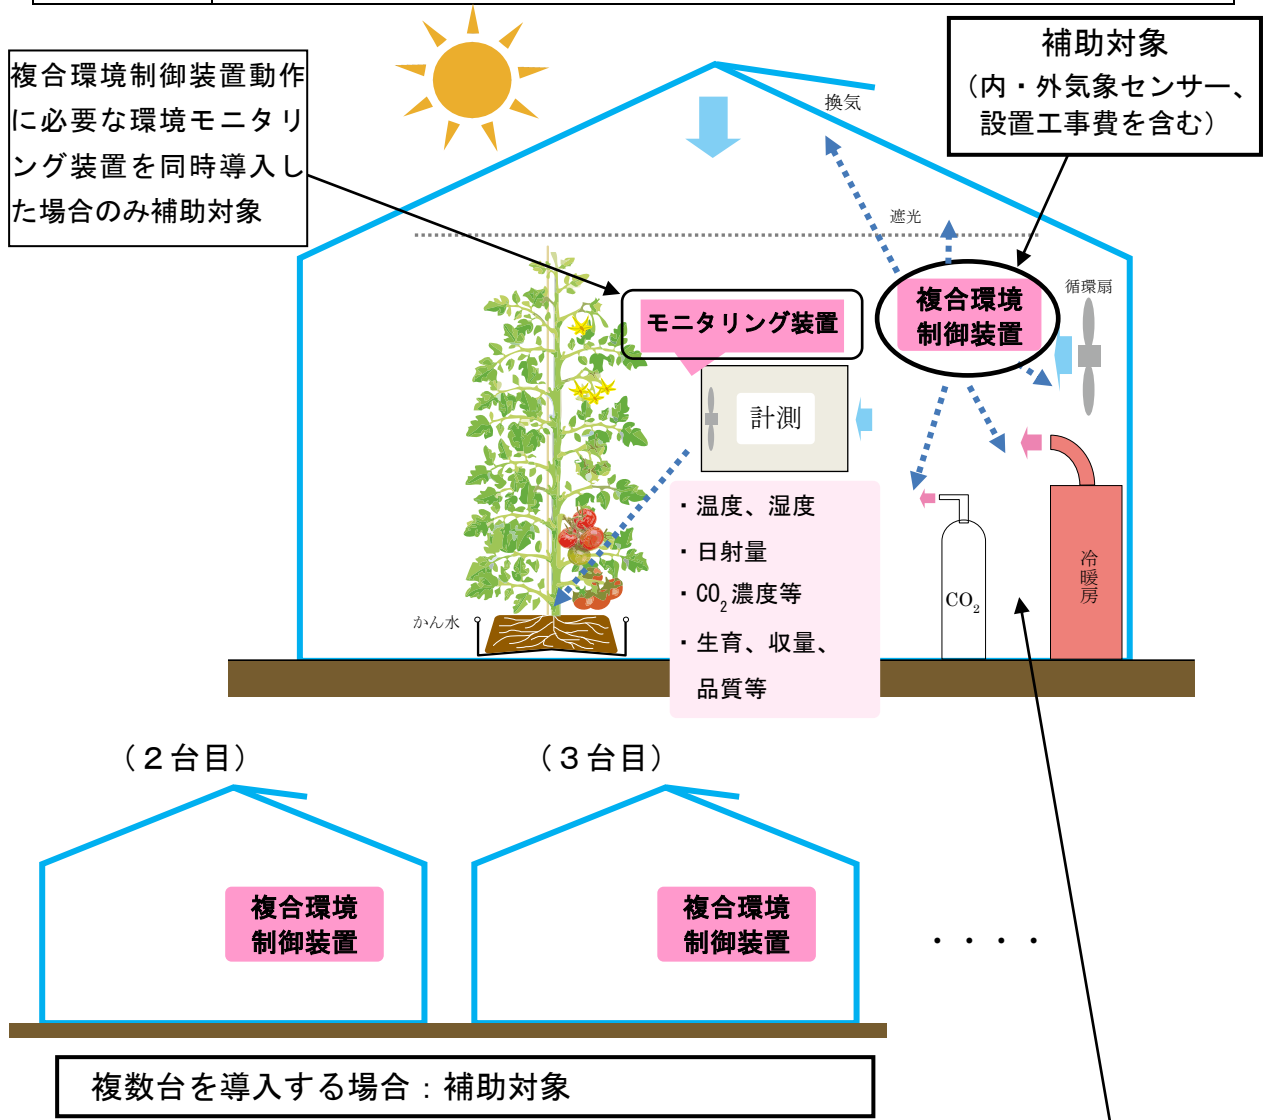 複合環境制御装置動作
に必要な環境モニタリ
ング装置を同時導入し
た場合のみ補助対象
補助対象
（内・外気象センサー、
設置工事費を含む）
換気
遮光
複合環境
制御装置
循環扇
モニタリング装置
計測
・温度、湿度
・日射量
・CO₂濃度等
・生育、収量、
品質等
かん水
CO₂
冷暖房
（２台目）
（３台目）
複合環境
制御装置
複合環境
制御装置
・・・・
複数台を導入する場合：補助対象